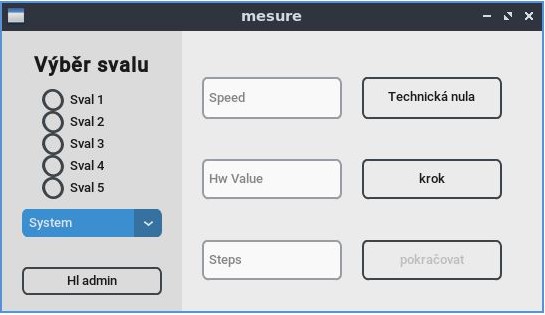 mesure
Výběr svalu
Sval 1
Sval 2
Sval 3
Sval 4
Sval 5
System
Hl admin
Speed
Technická nula
Hw Value
krok
Steps
pokračovat